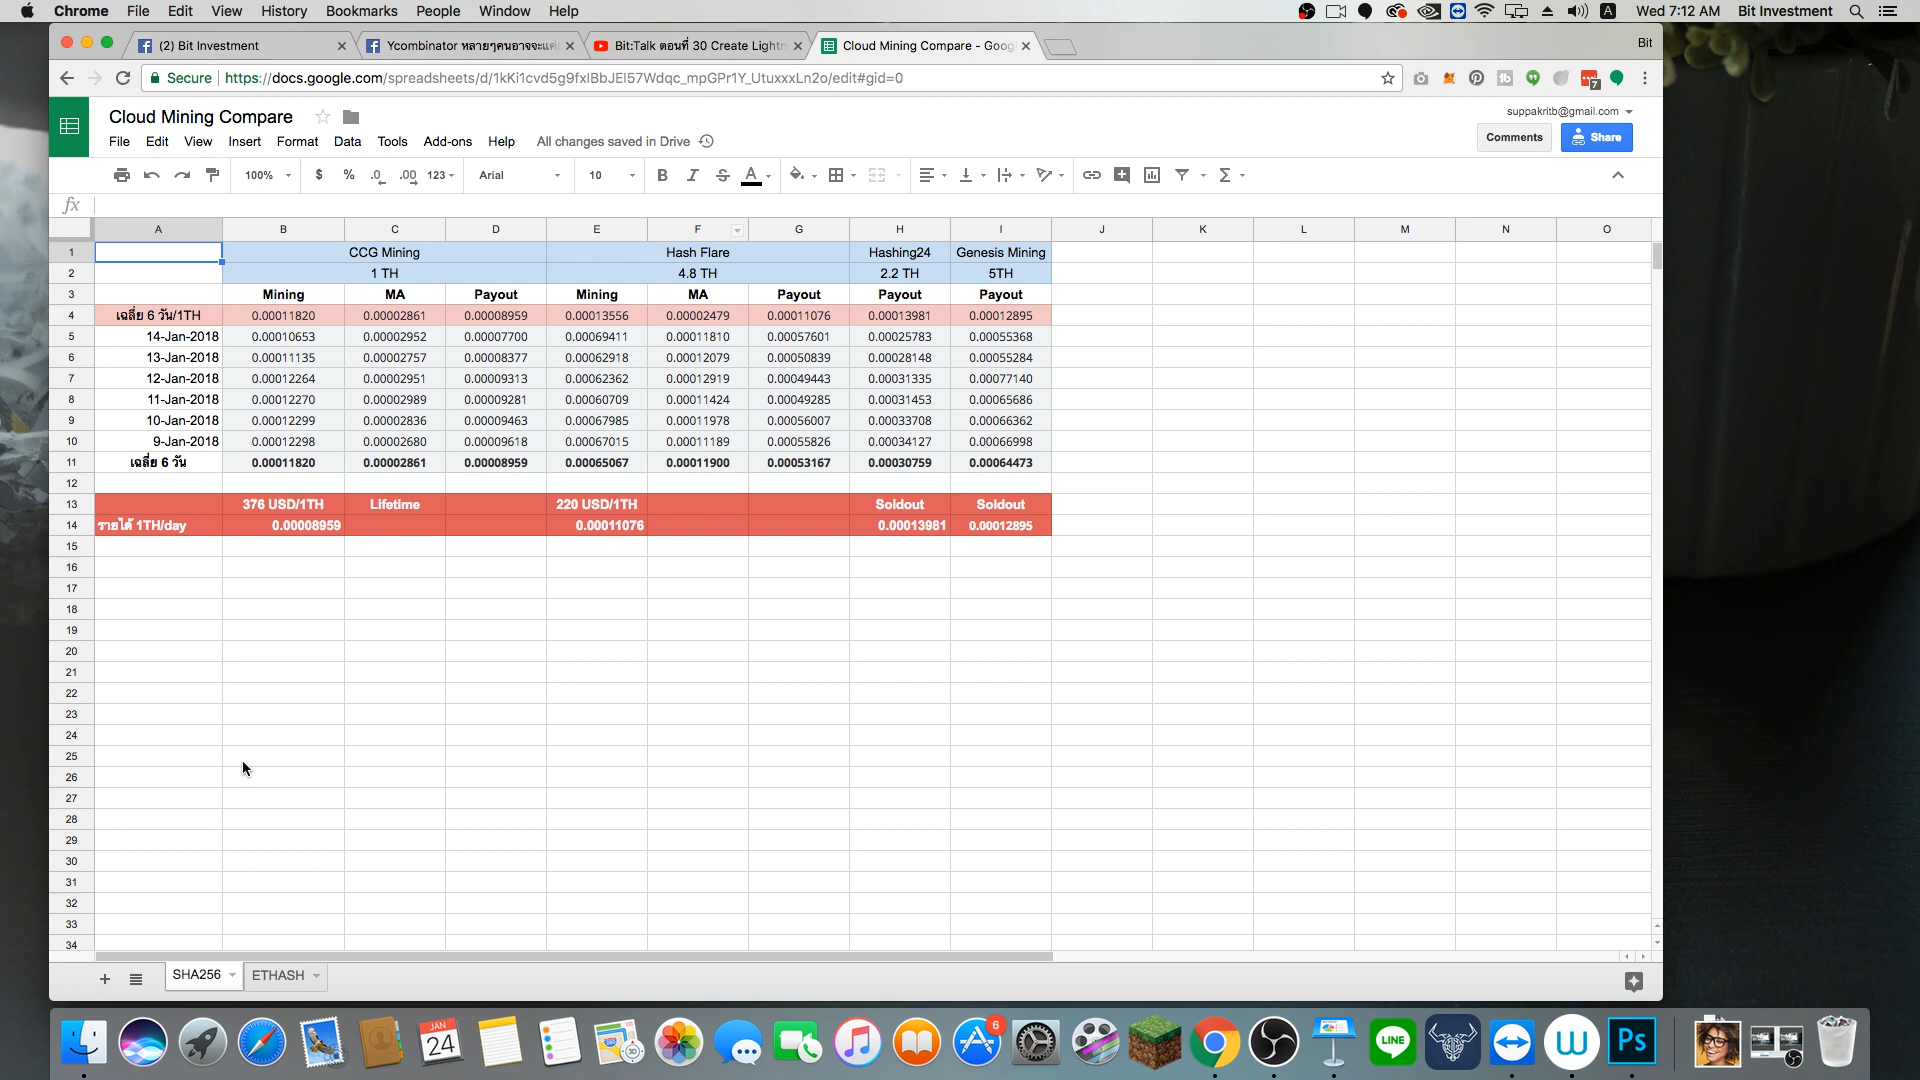 Chrome File Edit View History Bookmarks People Window Help Wed 7:12 AM Bit Investment
(2) Bit Investment Ycombinator หลายๆคนอาจจะแค่ Bit:Talk ตอนที่ 30 Create Lightn Cloud Mining Compare - Goog Bit
Secure https://docs.google.com/spreadsheets/d/1kKi1cvd5g9fxIBbJEl57Wdqc_mpGPr1Y_UtuxxxLn2o/edit#gid=0
Cloud Mining Compare suppakritb@gmail.com
File Edit View Insert Format Data Tools Add-ons Help All changes saved in Drive Comments Share
100% $ % .0 .00 123 Arial 10 B I S A
fx
A B C D E F G H I J K L M N O
1 CCG Mining Hash Flare Hashing24 Genesis Mining
2 1 TH 4.8 TH 2.2 TH 5TH
3 Mining MA Payout Mining MA Payout Payout Payout
4 เฉลี่ย 6 วัน/1TH 0.00011820 0.00002861 0.00008959 0.00013556 0.00002479 0.00011076 0.00013981 0.00012895
5 14-Jan-2018 0.00010653 0.00002952 0.00007700 0.00069411 0.00011810 0.00057601 0.00025783 0.00055368
6 13-Jan-2018 0.00011135 0.00002757 0.00008377 0.00062918 0.00012079 0.00050839 0.00028148 0.00055284
7 12-Jan-2018 0.00012264 0.00002951 0.00009313 0.00062362 0.00012919 0.00049443 0.00031335 0.00077140
8 11-Jan-2018 0.00012270 0.00002989 0.00009281 0.00060709 0.00011424 0.00049285 0.00031453 0.00065686
9 10-Jan-2018 0.00012299 0.00002836 0.00009463 0.00067985 0.00011978 0.00056007 0.00033708 0.00066362
10 9-Jan-2018 0.00012298 0.00002680 0.00009618 0.00067015 0.00011189 0.00055826 0.00034127 0.00066998
11 เฉลี่ย 6 วัน 0.00011820 0.00002861 0.00008959 0.00065067 0.00011900 0.00053167 0.00030759 0.00064473
12
13 376 USD/1TH Lifetime 220 USD/1TH Soldout Soldout
14 รายได้ 1TH/day 0.00008959 0.00011076 0.00013981 0.00012895
15
16
17
18
19
20
21
22
23
24
25
26
27
28
29
30
31
32
33
34
SHA256 ETHASH
JAN 24 3D 6 LINE W Ps